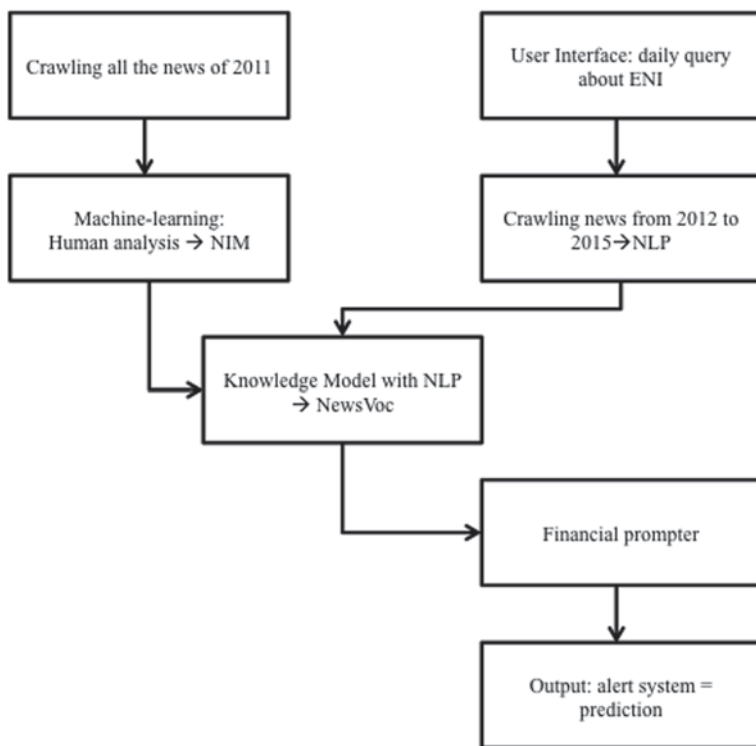 Crawling all the news of 2011
User Interface: daily query
about ENI
Machine-learning:
Human analysis → NIM
Crawling news from 2012 to
2015→NLP
Knowledge Model with NLP
→ NewsVoc
Financial prompter
Output: alert system =
prediction